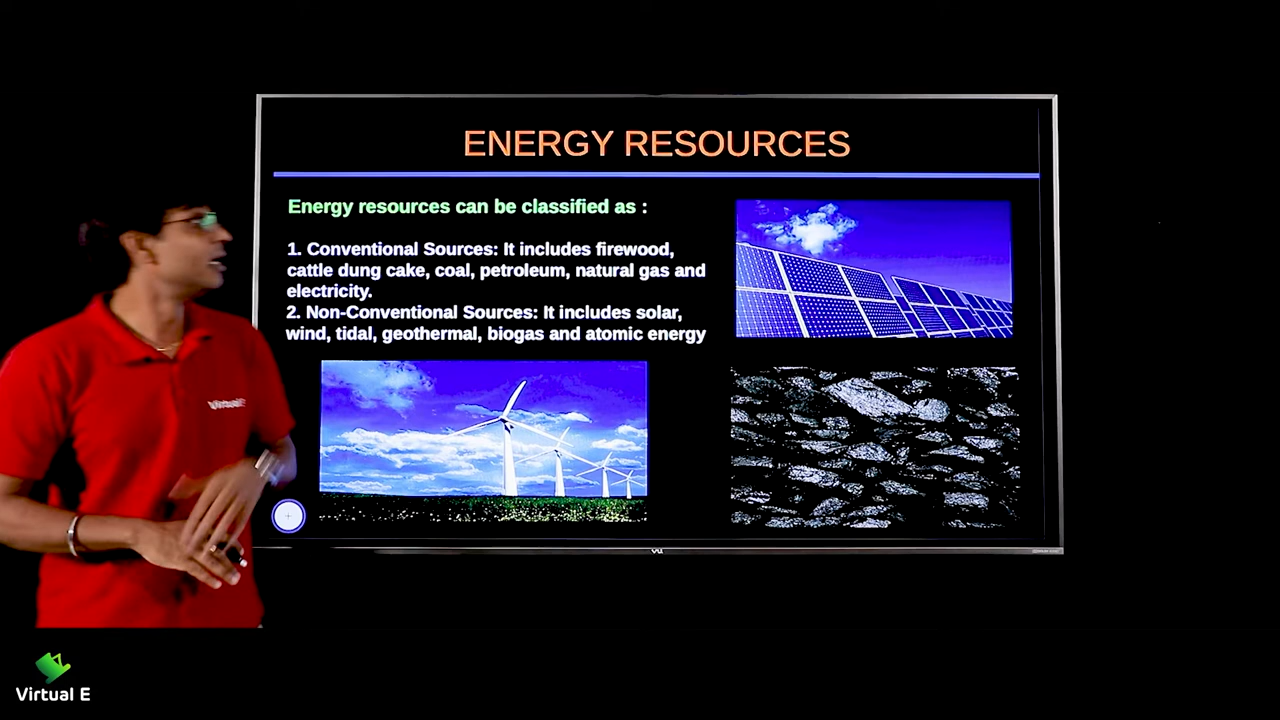 ENERGY RESOURCES
Energy resources can be classified as :
1. Conventional Sources: It includes firewood,
cattle dung cake, coal, petroleum, natural gas and
electricity.
2. Non-Conventional Sources: It includes solar,
wind, tidal, geothermal, biogas and atomic energy
VirtualE
vu
Virtual E